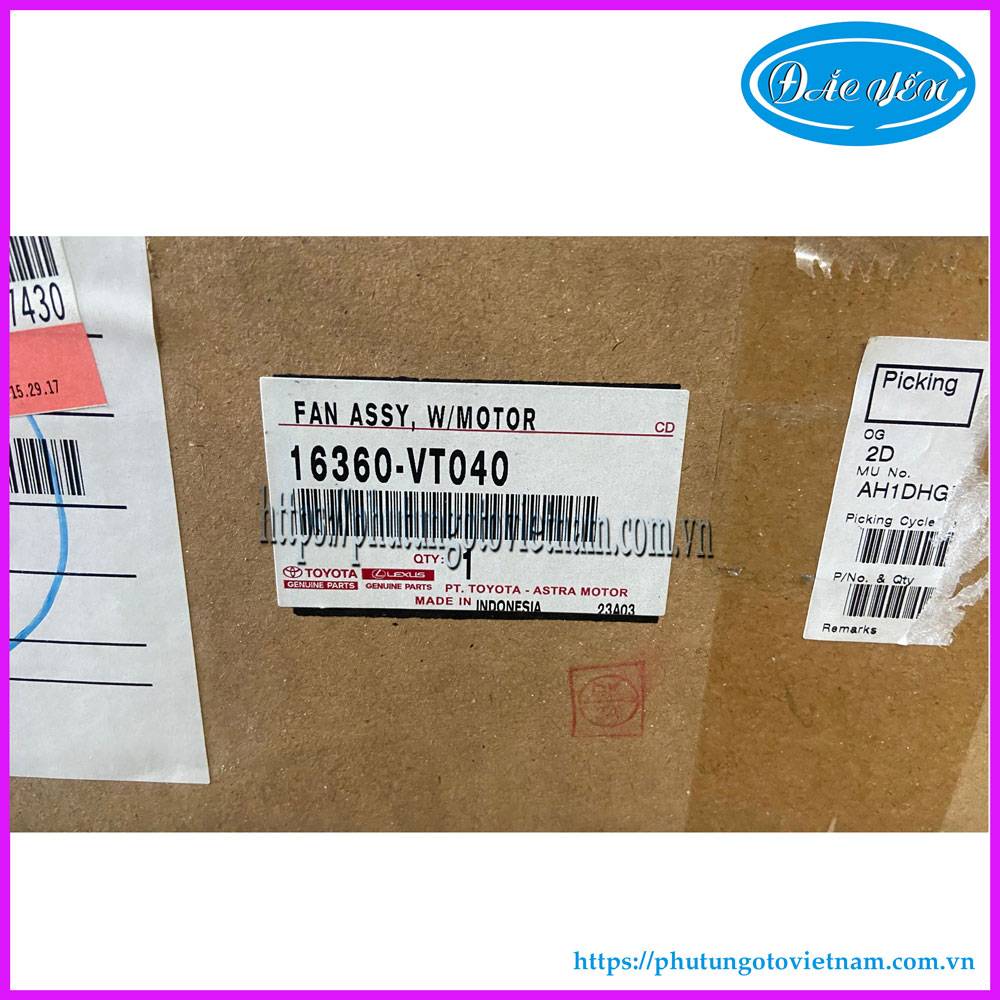 ĐẮC YẾN
1430
15.29.17
FAN ASSY, W/MOTOR
CD
16360-VT040
https://phutungotovietnam.com.vn
QTY: 1
TOYOTA
GENUINE PARTS
LEXUS
GENUINE PARTS
PT. TOYOTA - ASTRA MOTOR
MADE IN INDONESIA
23A03
Picking
OG
2D
MU No.
AH1DHG
Picking Cycle
P/No. & Qty
Remarks
https://phutungotovietnam.com.vn